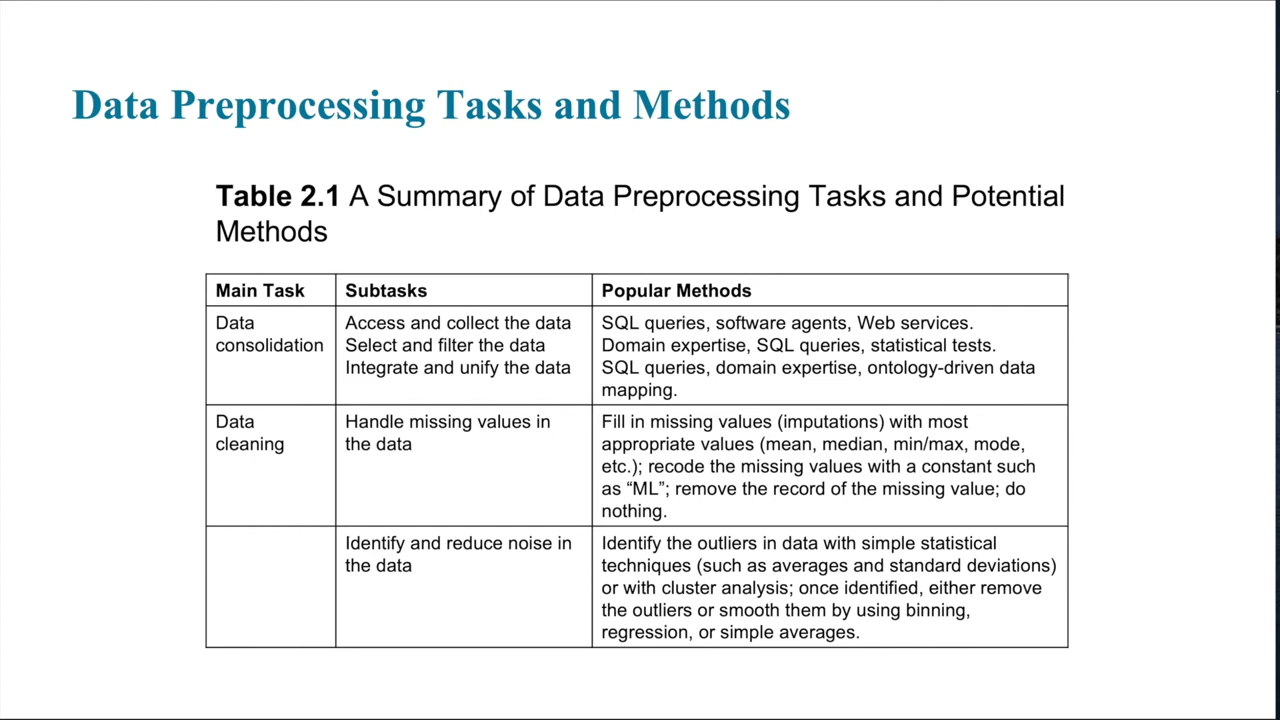 Data Preprocessing Tasks and Methods
Table 2.1 A Summary of Data Preprocessing Tasks and Potential
Methods
Main Task
Subtasks
Popular Methods
Data
consolidation
Access and collect the data
Select and filter the data
Integrate and unify the data
SQL queries, software agents, Web services.
Domain expertise, SQL queries, statistical tests.
SQL queries, domain expertise, ontology-driven data
mapping.
Data
cleaning
Handle missing values in
the data
Fill in missing values (imputations) with most
appropriate values (mean, median, min/max, mode,
etc.); recode the missing values with a constant such
as “ML”; remove the record of the missing value; do
nothing.
Identify and reduce noise in
the data
Identify the outliers in data with simple statistical
techniques (such as averages and standard deviations)
or with cluster analysis; once identified, either remove
the outliers or smooth them by using binning,
regression, or simple averages.